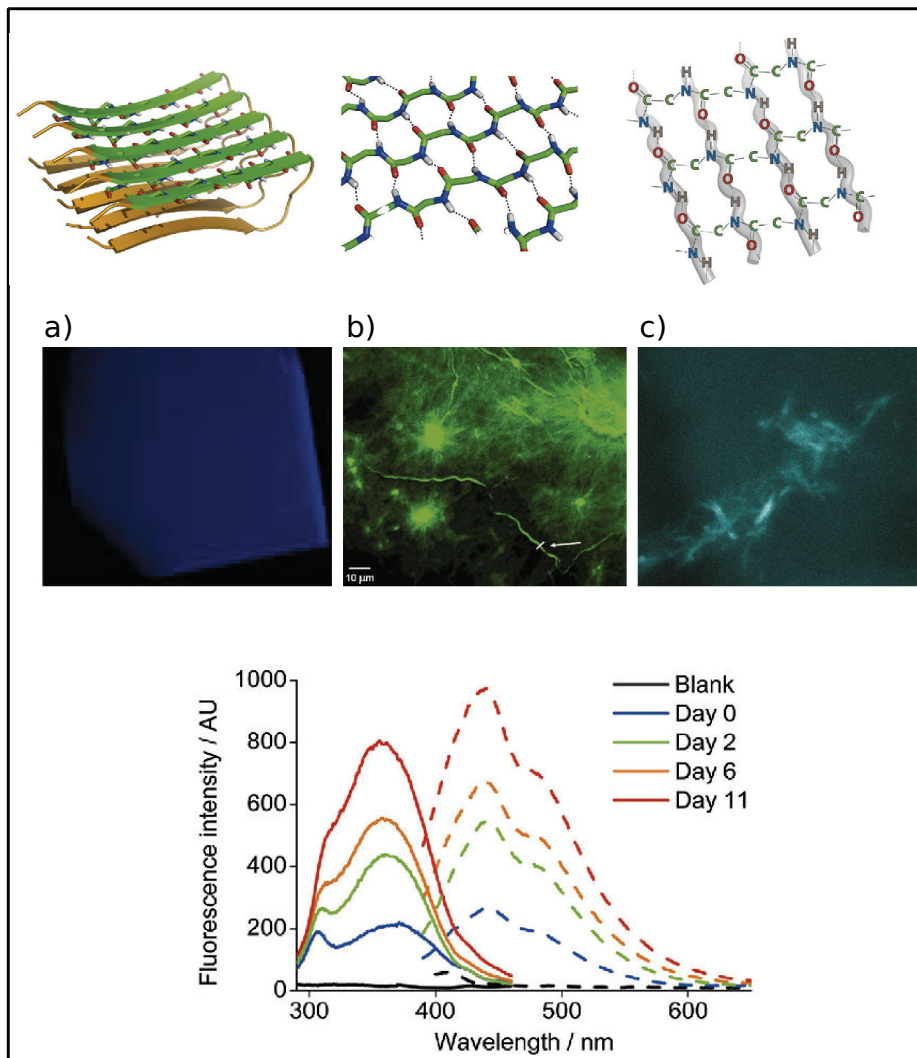 a)
b)
c)
10 µm
1000
800
600
400
200
0
Fluorescence intensity / AU
Blank
Day 0
Day 2
Day 6
Day 11
300
400
500
600
Wavelength / nm